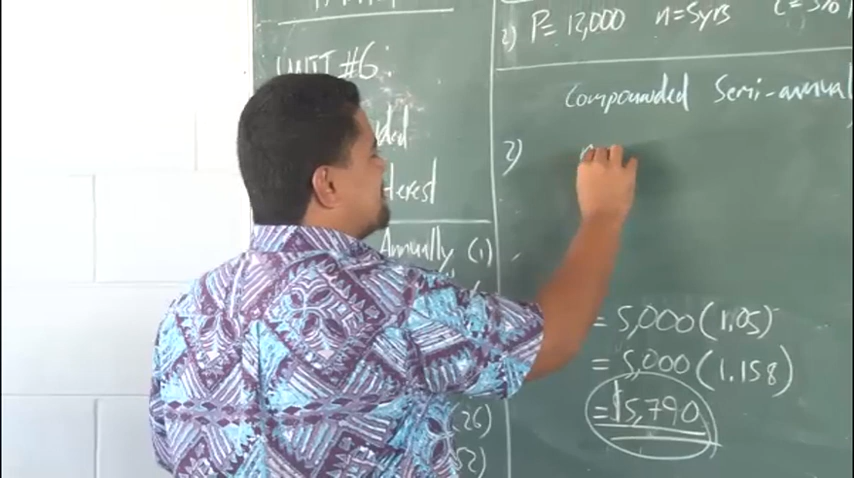 UNIT #6:
Annually (1)
(26)
2) P= 12,000 n=5yrs
Compounded Semi-annual
2)
= 5,000 (1.05)
= 5,000 (1.158)
= $5,790